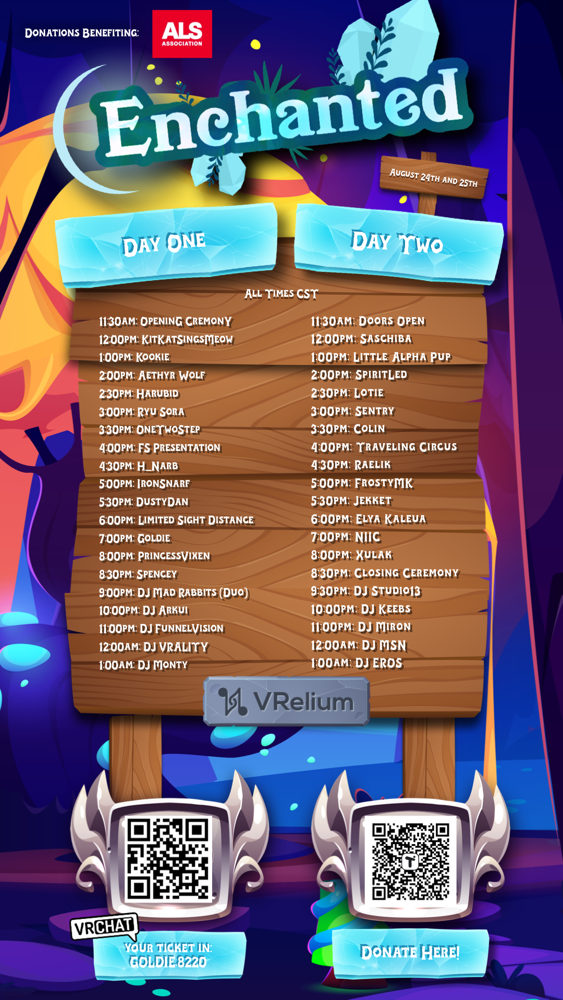 Donations Benefiting:
ALS
ASSOCIATION
Enchanted
August 24th and 25th
Day One
Day Two
All Times CST
11:30am: Opening Cremony
12:00pm: KitKatSingsMeow
1:00pm: Kookie
2:00pm: Aethyr Wolf
2:30pm: Harubid
3:00pm: Ryu Sora
3:30pm: OneTwoStep
4:00pm: FS Presentation
4:30pm: H_Narb
5:00pm: IronSnarf
5:30pm: DustyDan
6:00pm: Limited Sight Distance
7:00pm: Goldie
8:00pm: PrincessVixen
8:30pm: Spencey
9:00pm: DJ Mad Rabbits (Duo)
10:00pm: DJ Arkui
11:00pm: DJ FunnelVision
12:00am: DJ VRALITY
1:00am: DJ Monty
11:30am: Doors Open
12:00pm: Saschiba
1:00pm: Little Alpha Pup
2:00pm: SpiritLed
2:30pm: Lotie
3:00pm: Sentry
3:30pm: Colin
4:00pm: Traveling Circus
4:30pm: Raelik
5:00pm: FrostyMK
5:30pm: Jekket
6:00pm: Elya Kaleua
7:00pm: NIIC
8:00pm: Xulak
8:30pm: Closing Ceremony
9:30pm: DJ Studio13
10:00pm: DJ Keebs
11:00pm: DJ Miron
12:00am: DJ MSN
1:00am: DJ EROS
VRelium
VRCHAT
Your ticket in:
GOLDIE8220
T
Donate Here!